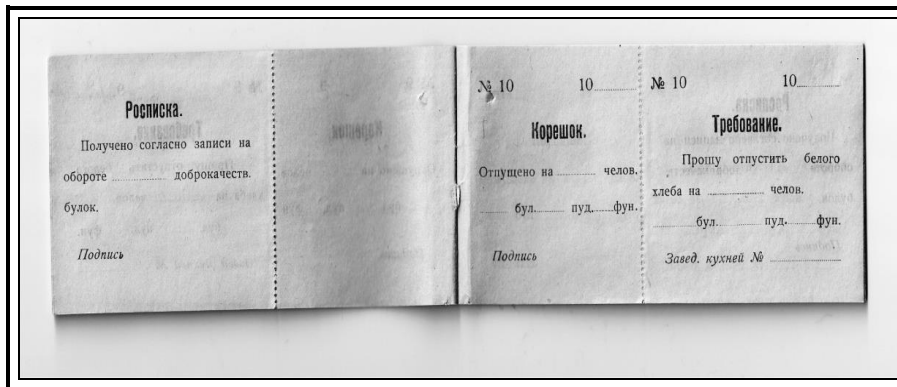 Росписка.
Получено согласно записи на
обороте ............ доброкачеств.
булок.
Подпись
№ 10 10..........
Корешок.
Отпущено на .......... челов.
....... бул......... пуд......фун.
Подпись
№ 10 10..........
Требование.
Прошу отпустить белого
хлеба на .............. челов.
.......... бул........... пуд.......фун.
Завед. кухней № ..................